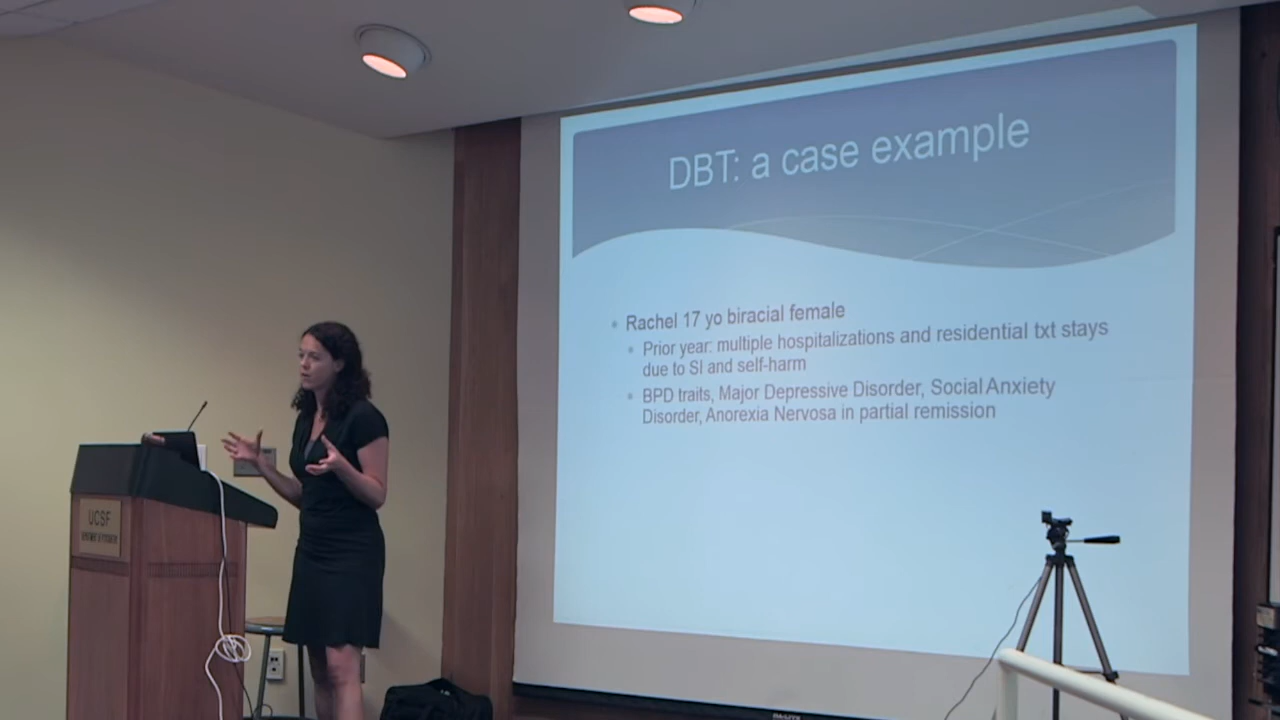 DBT: a case example
Rachel 17 yo biracial female
Prior year: multiple hospitalizations and residential txt stays
due to SI and self-harm
BPD traits, Major Depressive Disorder, Social Anxiety
Disorder, Anorexia Nervosa in partial remission
UCSF